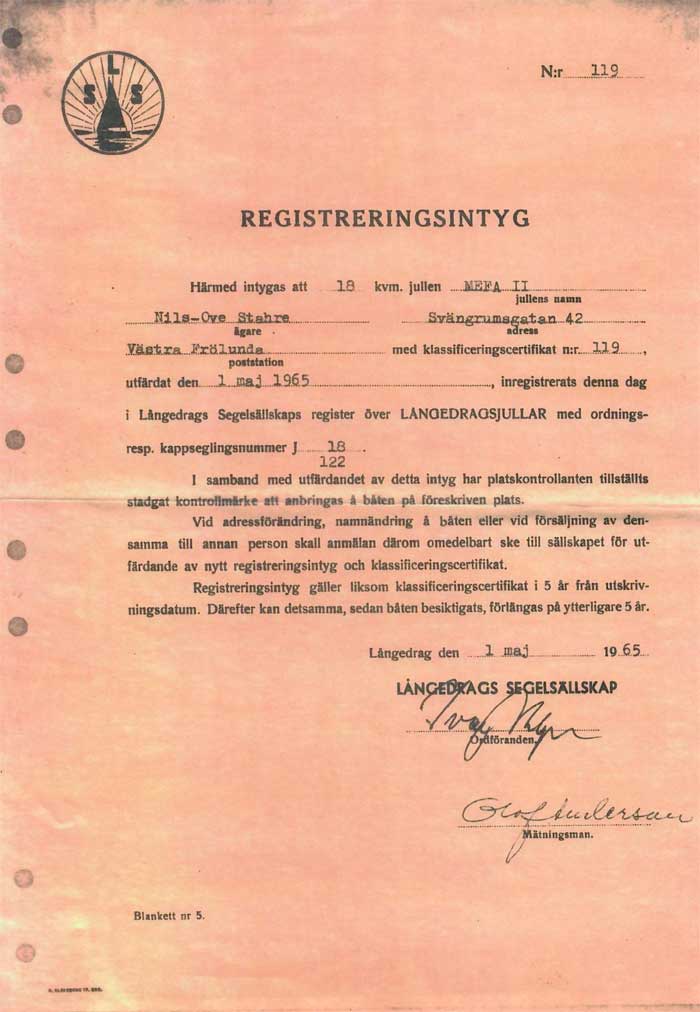 L
S S
N:r 119
REGISTRERINGSINTYG
Härmed intygas att 18 kvm. jullen MEFA II
jullens namn
Nils-Ove Stahre Svängrumsgatan 42
ägare adress
Västra Frölunda med klassificeringscertifikat n:r. 119 ,
poststation
utfärdat den 1 maj 1965 , inregistrerats denna dag
i Långedrags Segelsällskaps register över LÅNGEDRAGSJULLAR med ordnings-
resp. kappseglingsnummer J 18 .
122
I samband med utfärdandet av detta intyg har platskontrollanten tillställts
stadgat kontrollmärke att anbringas å båten på föreskriven plats.
Vid adressförändring, namnändring å båten eller vid försäljning av den-
samma till annan person skall anmälan därom omedelbart ske till sällskapet för ut-
färdande av nytt registreringsintyg och klassificeringscertifikat.
Registreringsintyg gäller liksom klassificeringscertifikat i 5 år från utskriv-
ningsdatum. Därefter kan detsamma, sedan båten besiktigats, förlängas på ytterligare 5 år.
Långedrag den 1 maj 1965
LÅNGEDRAGS SEGELSÄLLSKAP
Ordföranden.
Olof Anderson
Mätningsman.
Blankett nr 5.